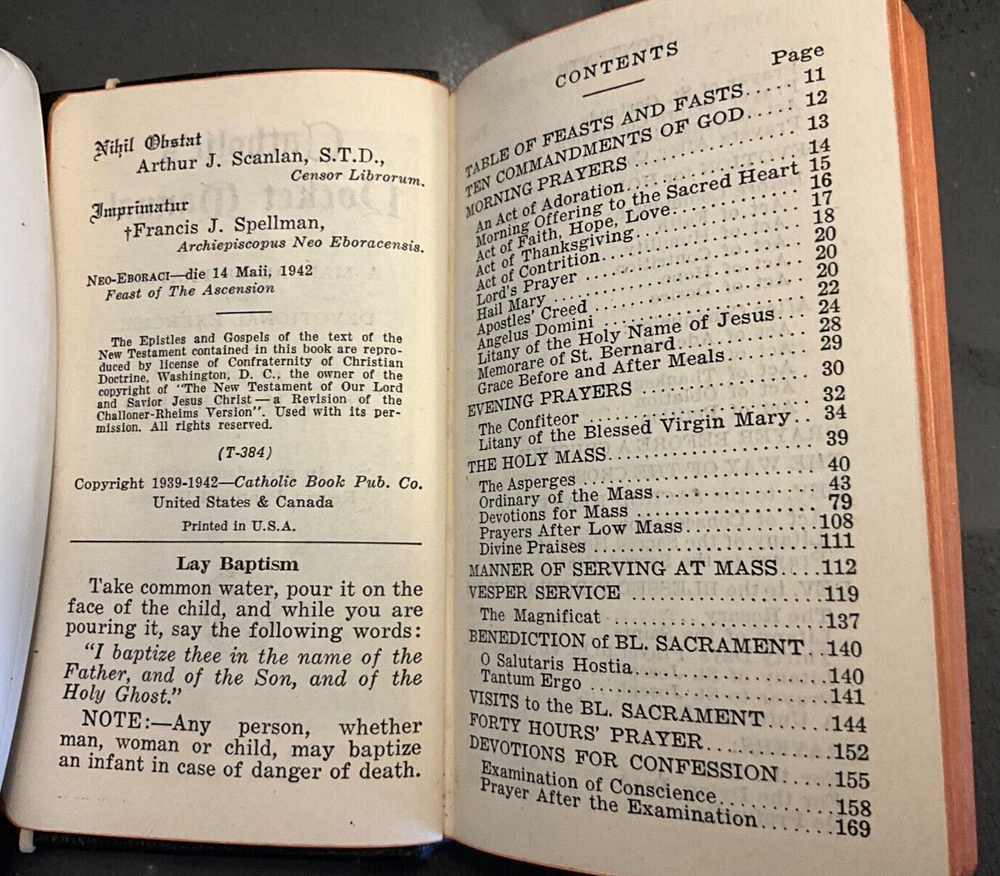 Nihil Obstat
Arthur J. Scanlan, S.T.D.,
Censor Librorum.
Imprimatur
†Francis J. Spellman,
Archiepiscopus Neo Eboracensis.
NEO-EBORACI—die 14 Maii, 1942
Feast of The Ascension
The Epistles and Gospels of the text of the
New Testament contained in this book are repro-
duced by license of Confraternity of Christian
Doctrine, Washington, D. C., the owner of the
copyright of "The New Testament of Our Lord
and Savior Jesus Christ — a Revision of the
Challoner-Rheims Version". Used with its per-
mission. All rights reserved.
(T-384)
Copyright 1939-1942—Catholic Book Pub. Co.
United States & Canada
Printed in U.S.A.
Lay Baptism
Take common water, pour it on the
face of the child, and while you are
pouring it, say the following words:
"I baptize thee in the name of the
Father, and of the Son, and of the
Holy Ghost."
NOTE:—Any person, whether
man, woman or child, may baptize
an infant in case of danger of death.
CONTENTS
Page
TABLE OF FEASTS AND FASTS..... 11
TEN COMMANDMENTS OF GOD..... 12
MORNING PRAYERS ............ 13
An Act of Adoration............ 14
Morning Offering to the Sacred Heart 15
Act of Faith, Hope, Love......... 16
Act of Thanksgiving............ 17
Act of Contrition ............ 18
Lord's Prayer ............ 20
Hail Mary ............ 20
Apostles' Creed ............ 20
Angelus Domini ............ 22
Litany of the Holy Name of Jesus... 24
Memorare of St. Bernard......... 28
Grace Before and After Meals....... 29
EVENING PRAYERS ............ 30
The Confiteor ............ 32
Litany of the Blessed Virgin Mary.. 34
THE HOLY MASS............ 39
The Asperges ............ 40
Ordinary of the Mass............ 43
Devotions for Mass ............ 79
Prayers After Low Mass.........108
Divine Praises ............111
MANNER OF SERVING AT MASS....112
VESPER SERVICE ............119
The Magnificat ............137
BENEDICTION of BL. SACRAMENT..140
O Salutaris Hostia............140
Tantum Ergo ............141
VISITS to the BL. SACRAMENT.......144
FORTY HOURS' PRAYER............152
DEVOTIONS FOR CONFESSION......155
Examination of Conscience.........158
Prayer After the Examination.......169